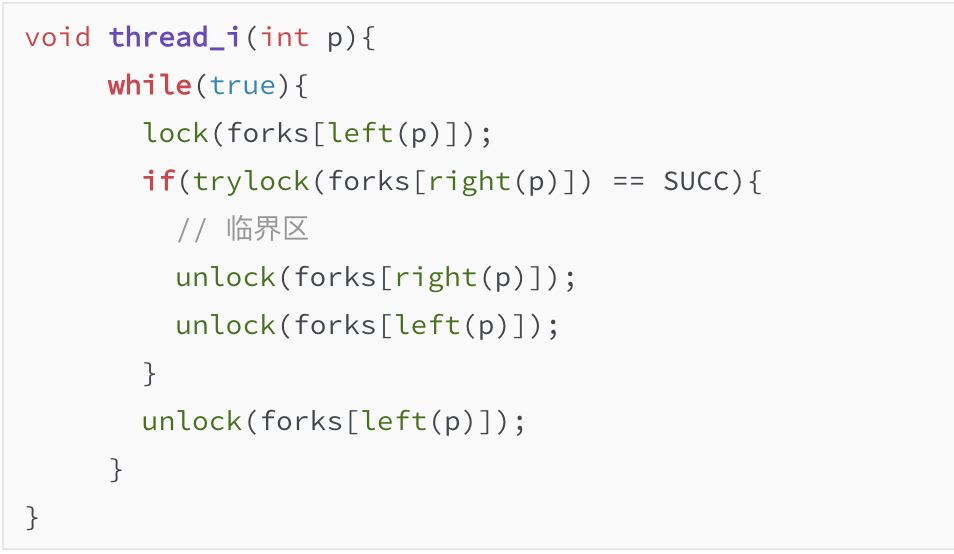 void thread_i(int p){
while(true){
lock(forks[left(p)]);
if(trylock(forks[right(p)]) == SUCC){
// 临界区
unlock(forks[right(p)]);
unlock(forks[left(p)]);
}
unlock(forks[left(p)]);
}
}